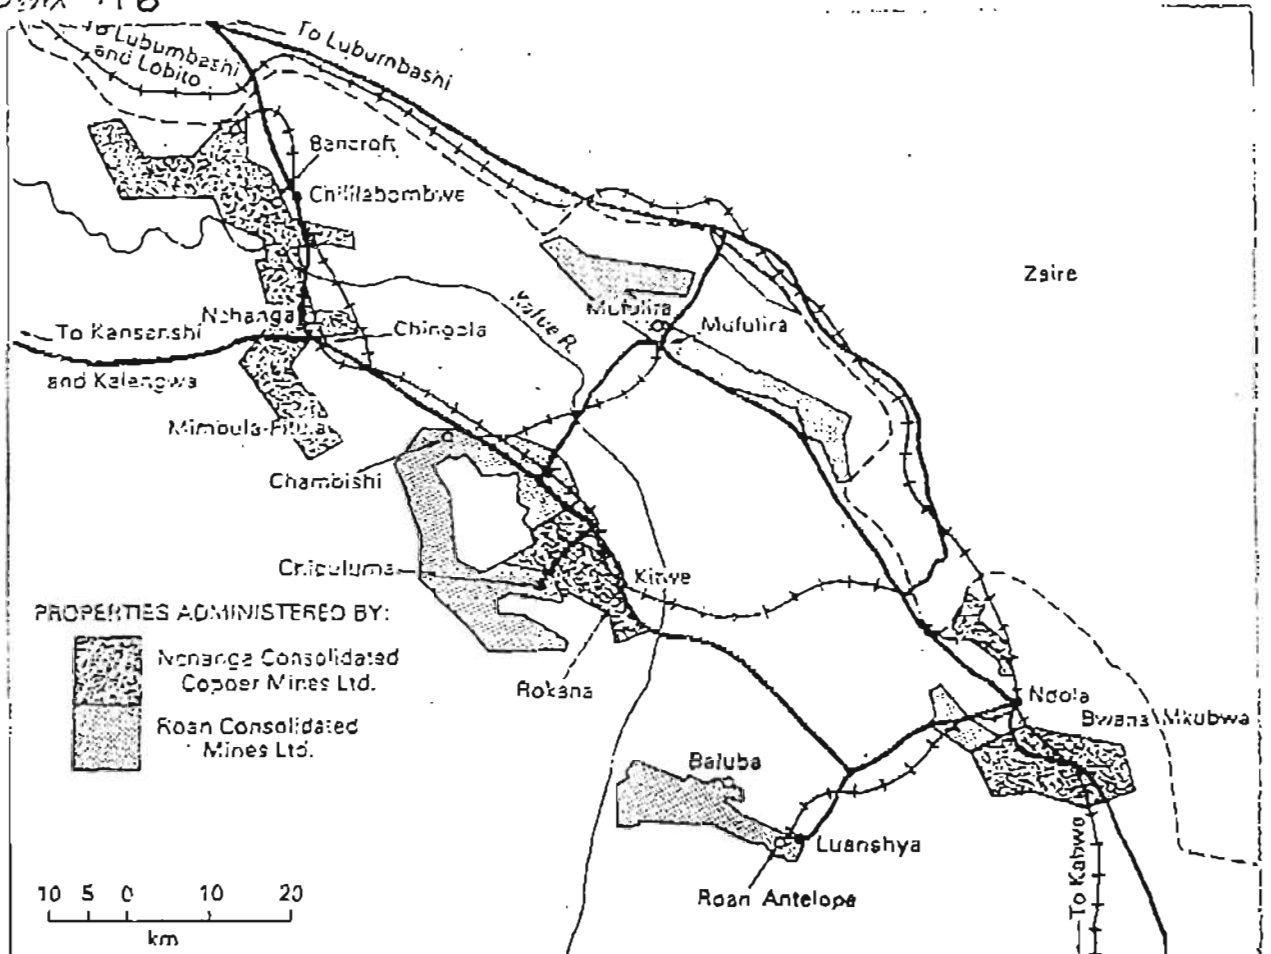 To Lubumbashi
and Lobito
To Lubumbashi
Bancroft
Chililabombwe
Zaire
Kafue R.
Mufulira
Mufulira
Nchanga
Chingola
To Kansanshi
and Kalengwa
Mimbula-Fitula
Chambishi
Chibuluma
Kitwe
PROPERTIES ADMINISTERED BY:
Nchanga Consolidated
Copper Mines Ltd.
Roan Consolidated
Mines Ltd.
Rokana
Ndola
Bwana Mkubwa
Baluba
Luanshya
Roan Antelope
To Kabwe
10 5 0 10 20
km